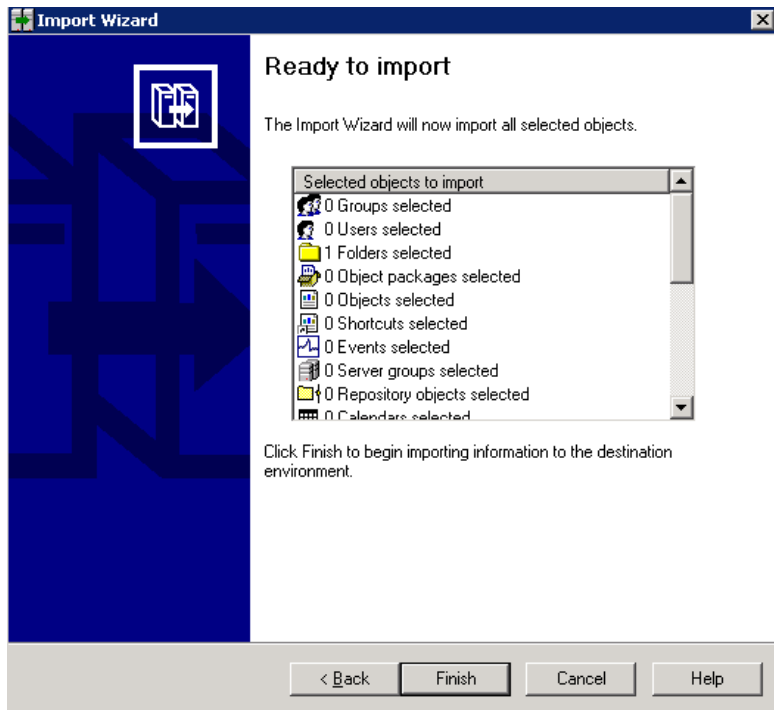 Import Wizard
Ready to import
The Import Wizard will now import all selected objects.
Selected objects to import
0 Groups selected
0 Users selected
1 Folders selected
0 Object packages selected
0 Objects selected
0 Shortcuts selected
0 Events selected
0 Server groups selected
0 Repository objects selected
0 Calendars selected
Click Finish to begin importing information to the destination
environment.
< Back Finish Cancel Help